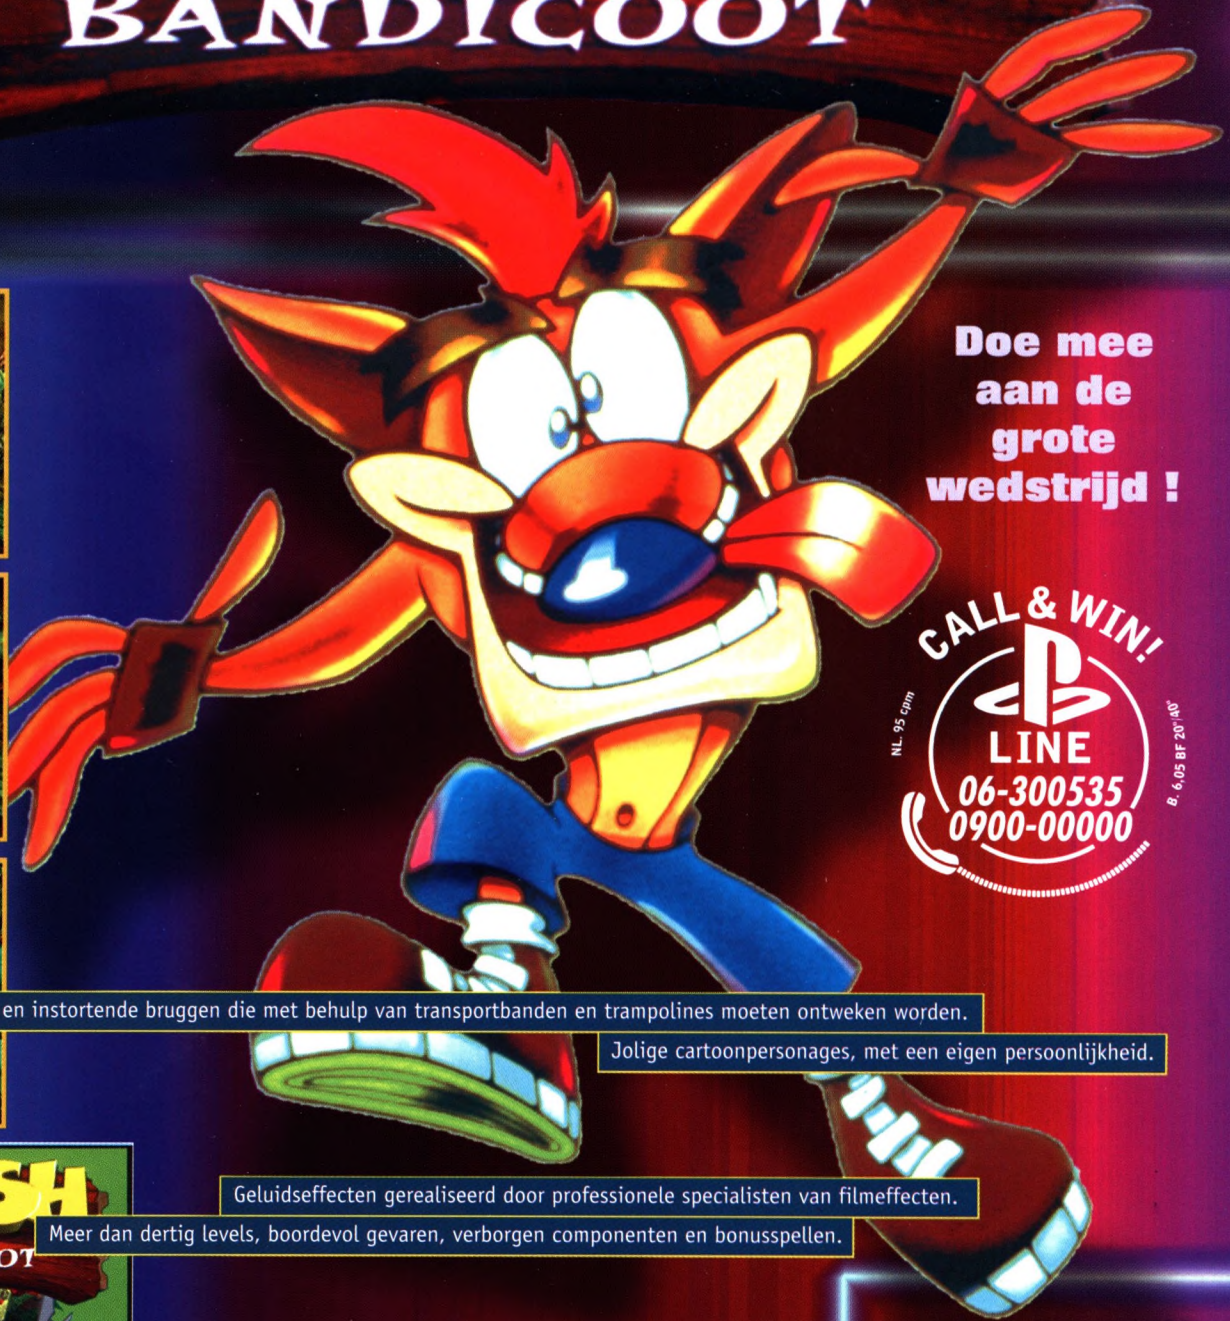 BANDICOOT
Doe mee
aan de
grote
wedstrijd !
CALL & WIN!
NL. 95 cpm
B. 6,05 BF 20"/40"
LINE
06-300535
0900-00000
en instortende bruggen die met behulp van transportbanden en trampolines moeten ontweken worden.
Jolige cartoonpersonages, met een eigen persoonlijkheid.
Geluidseffecten gerealiseerd door professionele specialisten van filmeffecten.
Meer dan dertig levels, boordevol gevaren, verborgen componenten en bonusspellen.
SH
OT